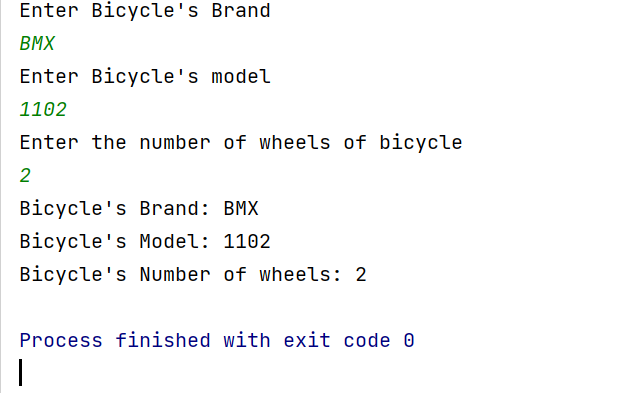 Enter Bicycle's Brand
BMX
Enter Bicycle's model
1102
Enter the number of wheels of bicycle
2
Bicycle's Brand: BMX
Bicycle's Model: 1102
Bicycle's Number of wheels: 2
Process finished with exit code 0